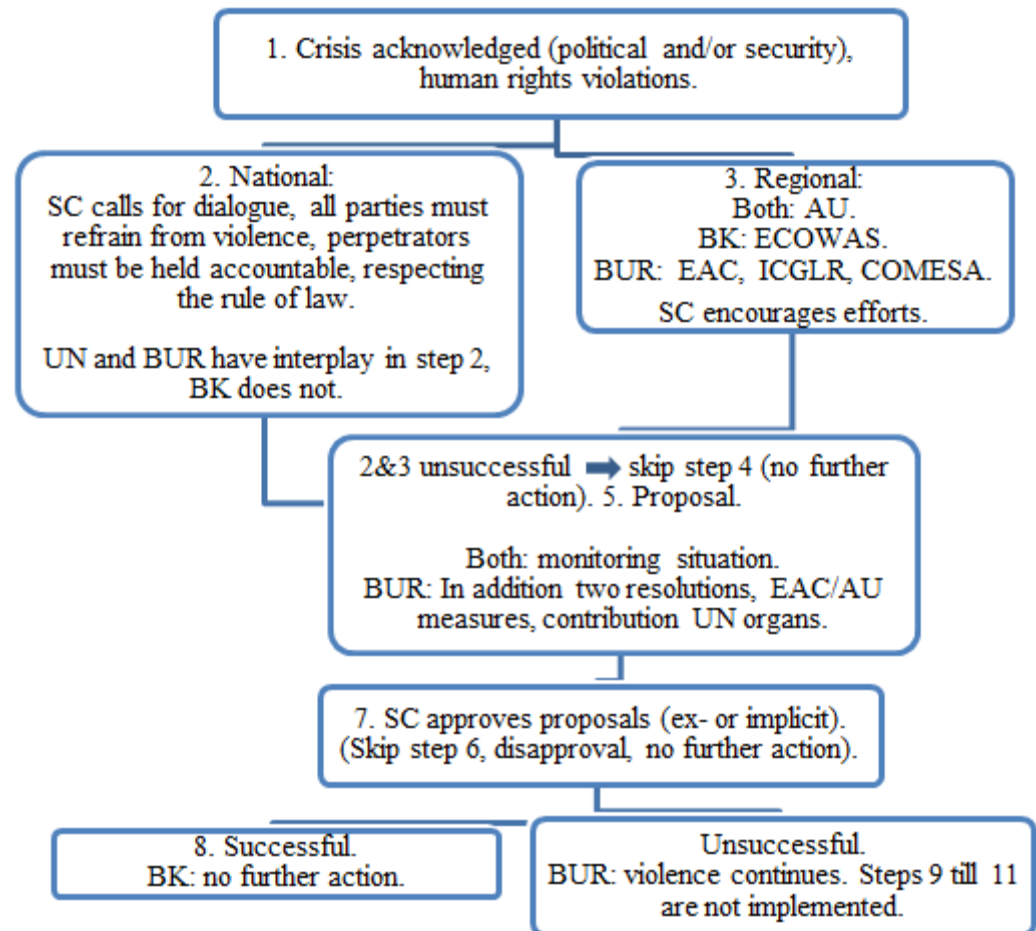 1. Crisis acknowledged (political and/or security),
human rights violations.
2. National:
SC calls for dialogue, all parties must
refrain from violence, perpetrators
must be held accountable, respecting
the rule of law.
UN and BUR have interplay in step 2,
BK does not.
3. Regional:
Both: AU.
BK: ECOWAS.
BUR: EAC, ICGLR, COMESA.
SC encourages efforts.
2&3 unsuccessful ➡ skip step 4 (no further
action). 5. Proposal.
Both: monitoring situation.
BUR: In addition two resolutions, EAC/AU
measures, contribution UN organs.
7. SC approves proposals (ex- or implicit).
(Skip step 6, disapproval, no further action).
8. Successful.
BK: no further action.
Unsuccessful.
BUR: violence continues. Steps 9 till 11
are not implemented.